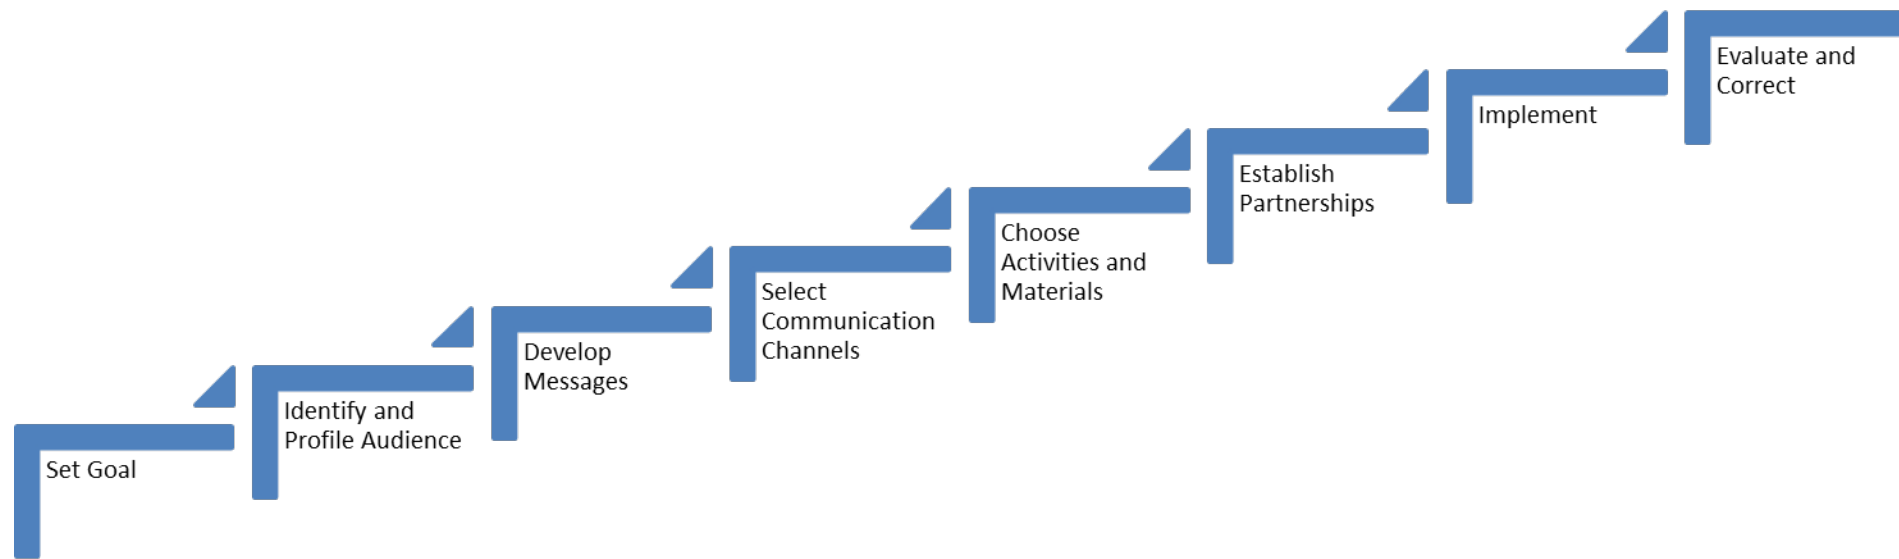 Set Goal
Identify and
Profile Audience
Develop
Messages
Select
Communication
Channels
Choose
Activities and
Materials
Establish
Partnerships
Implement
Evaluate and
Correct